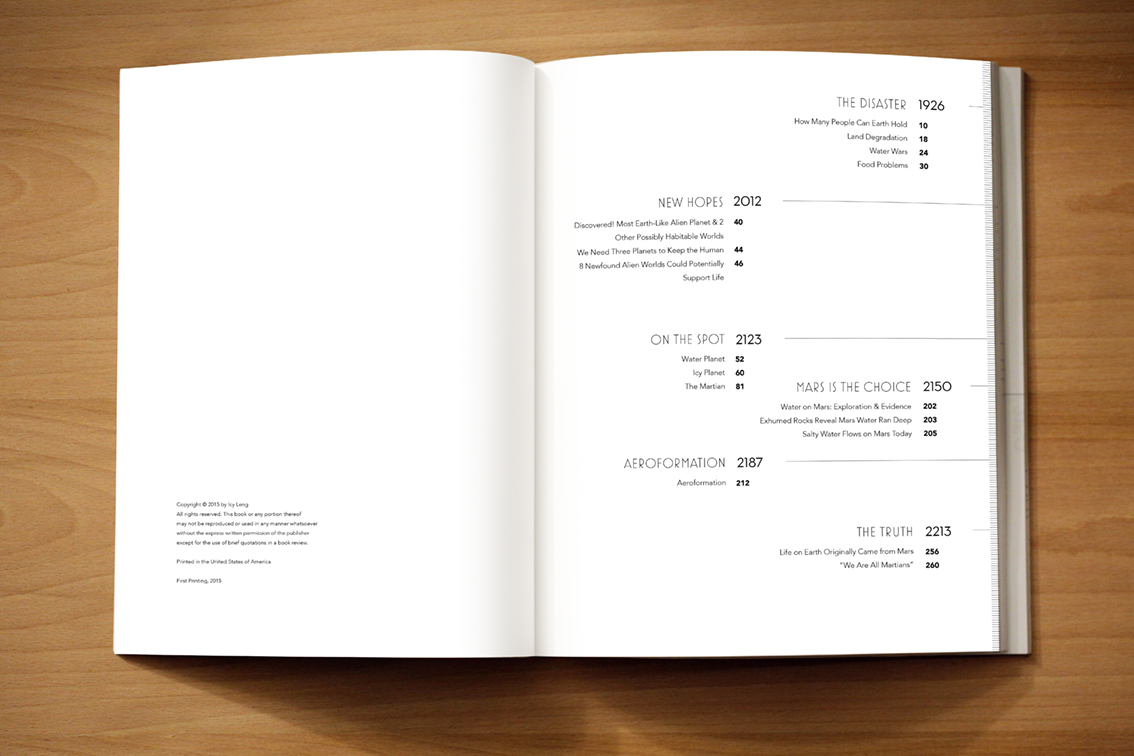 Copyright © 2015 by Icy Leng
All rights reserved. This book or any portion thereof
may not be reproduced or used in any manner whatsoever
without the express written permission of the publisher
except for the use of brief quotations in a book review.
Printed in the United States of America
First Printing, 2015
THE DISASTER 1926
How Many People Can Earth Hold 10
Land Degradation 18
Water Wars 24
Food Problems 30
NEW HOPES 2012
Discovered! Most Earth-Like Alien Planet & 2 40
Other Possibly Habitable Worlds
We Need Three Planets to Keep the Human 44
8 Newfound Alien Worlds Could Potentially 46
Support Life
ON THE SPOT 2123
Water Planet 52
Icy Planet 60
The Martian 81
MARS IS THE CHOICE 2150
Water on Mars: Exploration & Evidence 202
Exhumed Rocks Reveal Mars Water Ran Deep 203
Salty Water Flows on Mars Today 205
AEROFORMATION 2187
Aeroformation 212
THE TRUTH 2213
Life on Earth Originally Came from Mars 256
"We Are All Martians" 260